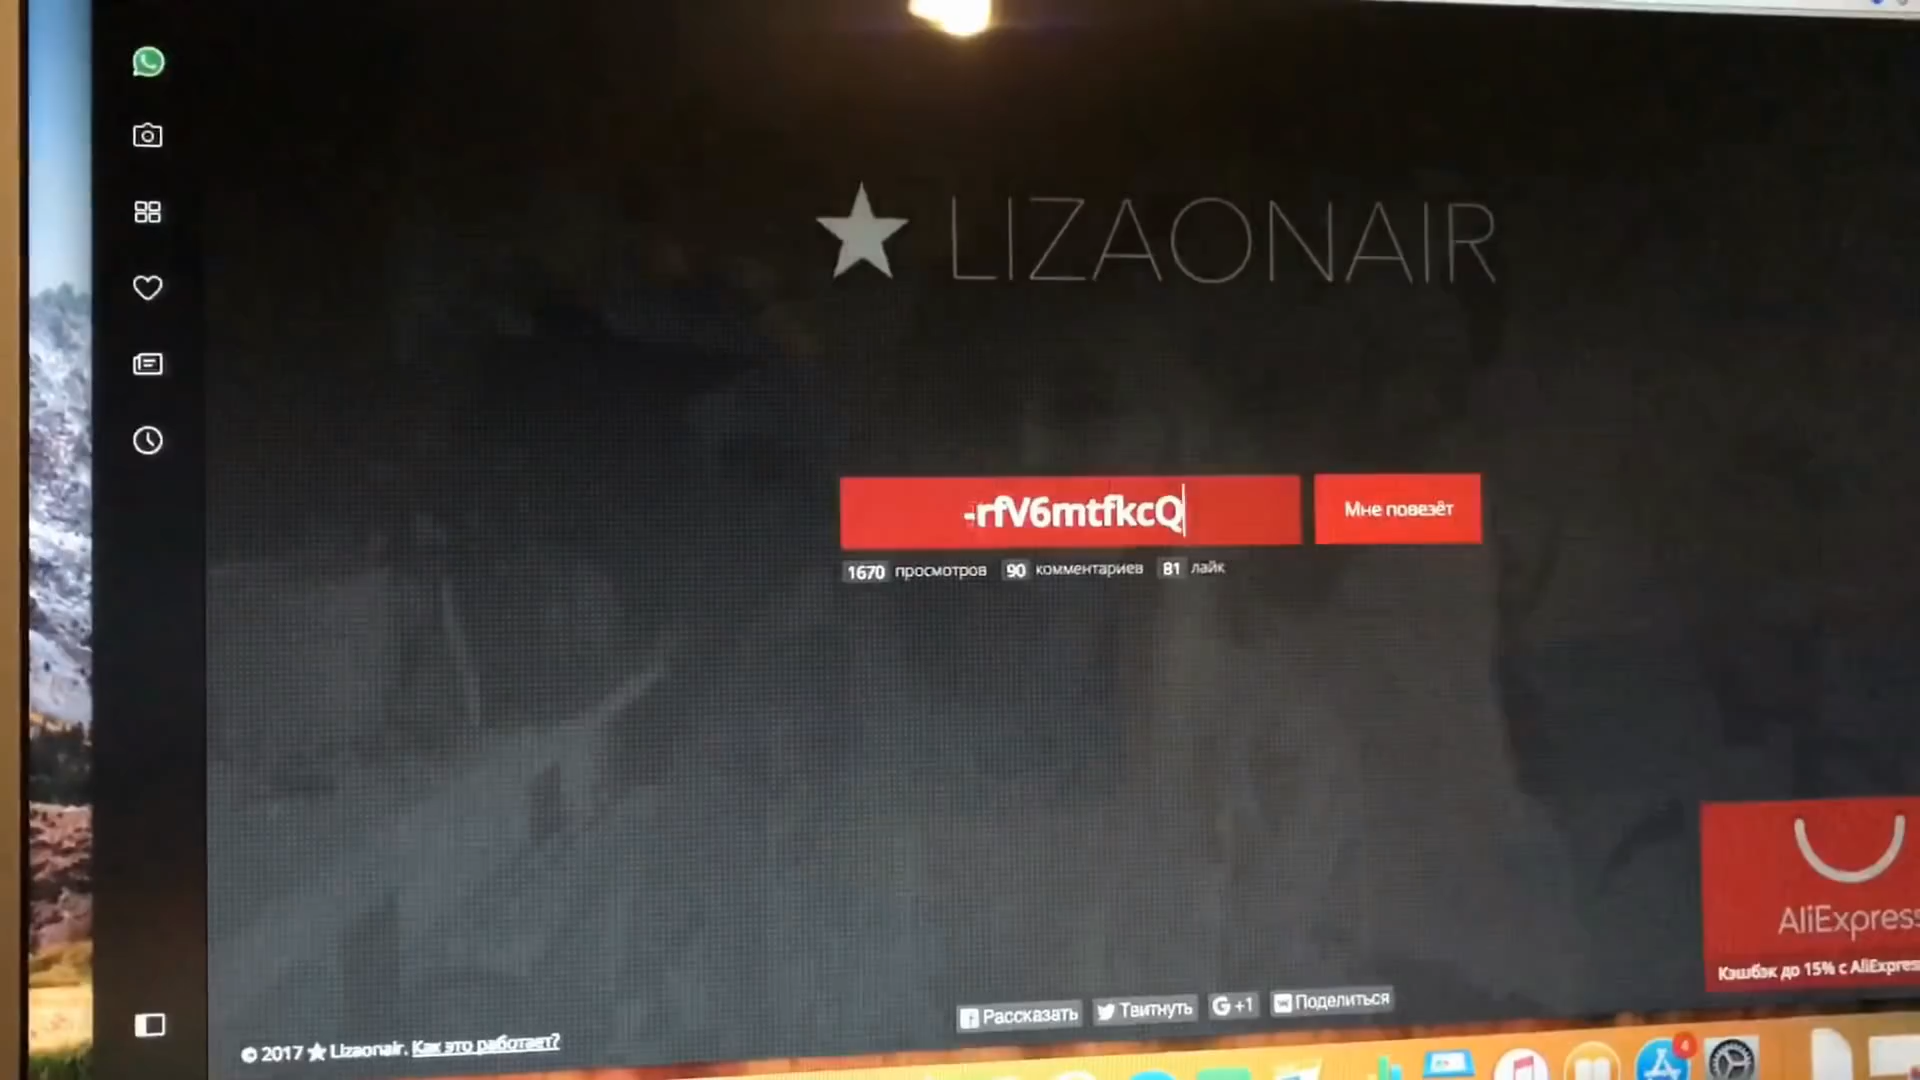 LIZAONAIR
-rfV6mtfkcQ
Мне повезёт
1670 просмотров 90 комментариев 81 лайк
AliExpress
Кэшбэк до 15% с AliExpress
Рассказать Твитнуть G+1 Поделиться
© 2017 ★ Lizaonair. Как это работает?
4